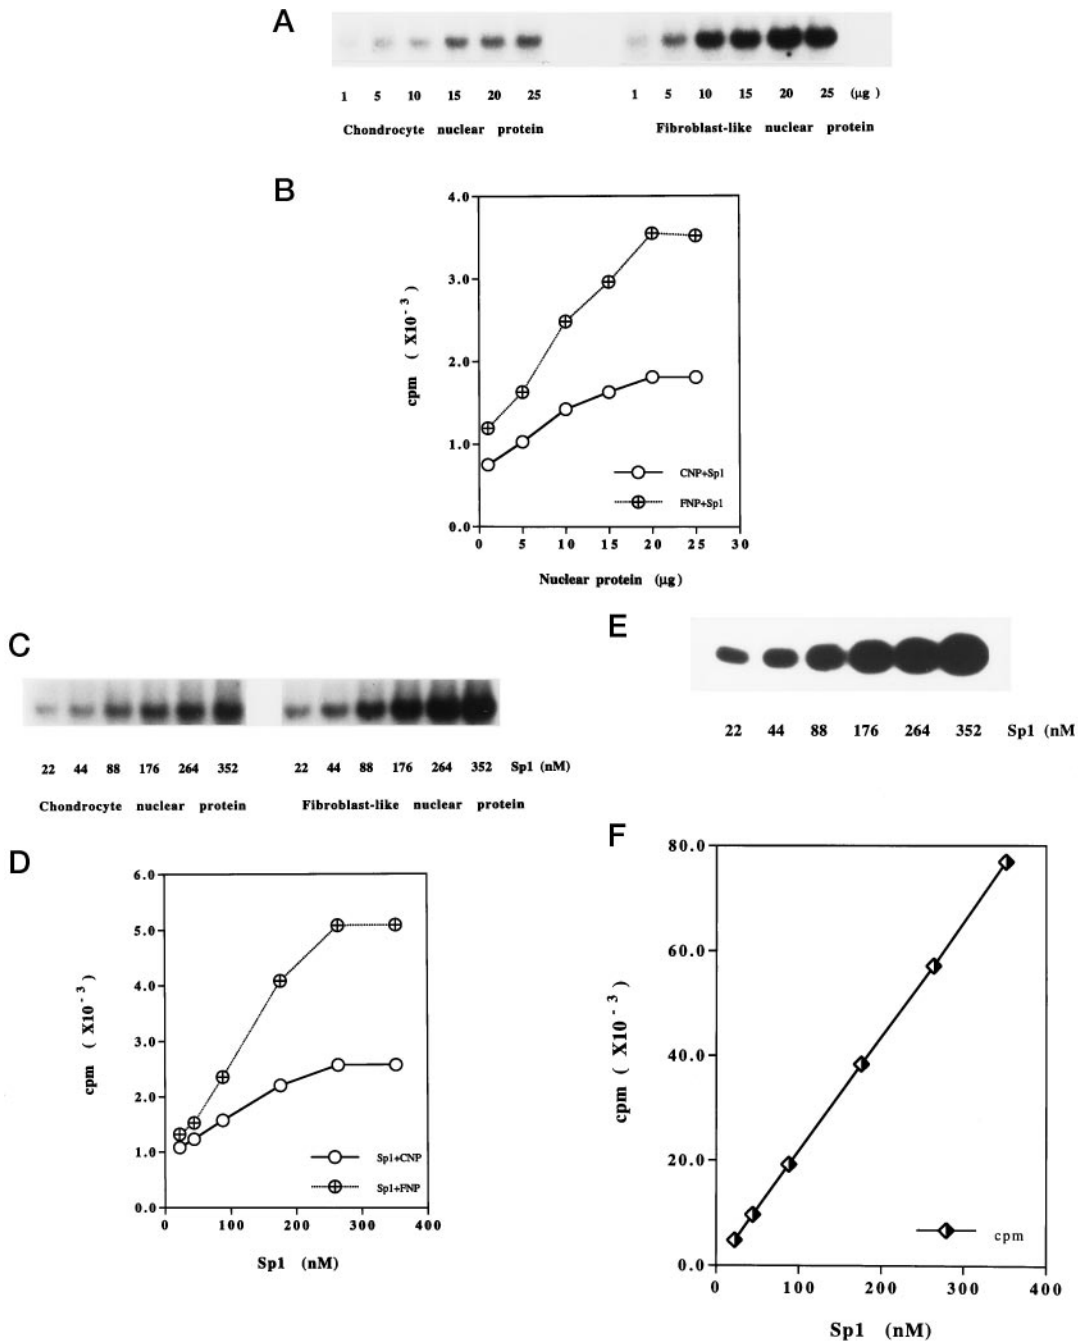 A
1 5 10 15 20 25
1 5 10 15 20 25 (μg )
Chondrocyte nuclear protein
Fibroblast-like nuclear protein
B
4.0
3.0
2.0
1.0
0.0
cpm ( X10⁻³ )
CNP+Sp1
FNP+Sp1
0 5 10 15 20 25 30
Nuclear protein (μg)
C
22 44 88 176 264 352
22 44 88 176 264 352 Sp1 (nM)
Chondrocyte nuclear protein
Fibroblast-like nuclear protein
E
22 44 88 176 264 352 Sp1 (nM
D
6.0
5.0
4.0
3.0
2.0
1.0
0.0
cpm ( X10⁻³ )
Sp1+CNP
Sp1+FNP
0 100 200 300 400
Sp1 (nM)
F
80.0
60.0
40.0
20.0
0.0
cpm ( X10⁻³ )
cpm
0 100 200 300 400
Sp1 (nM)